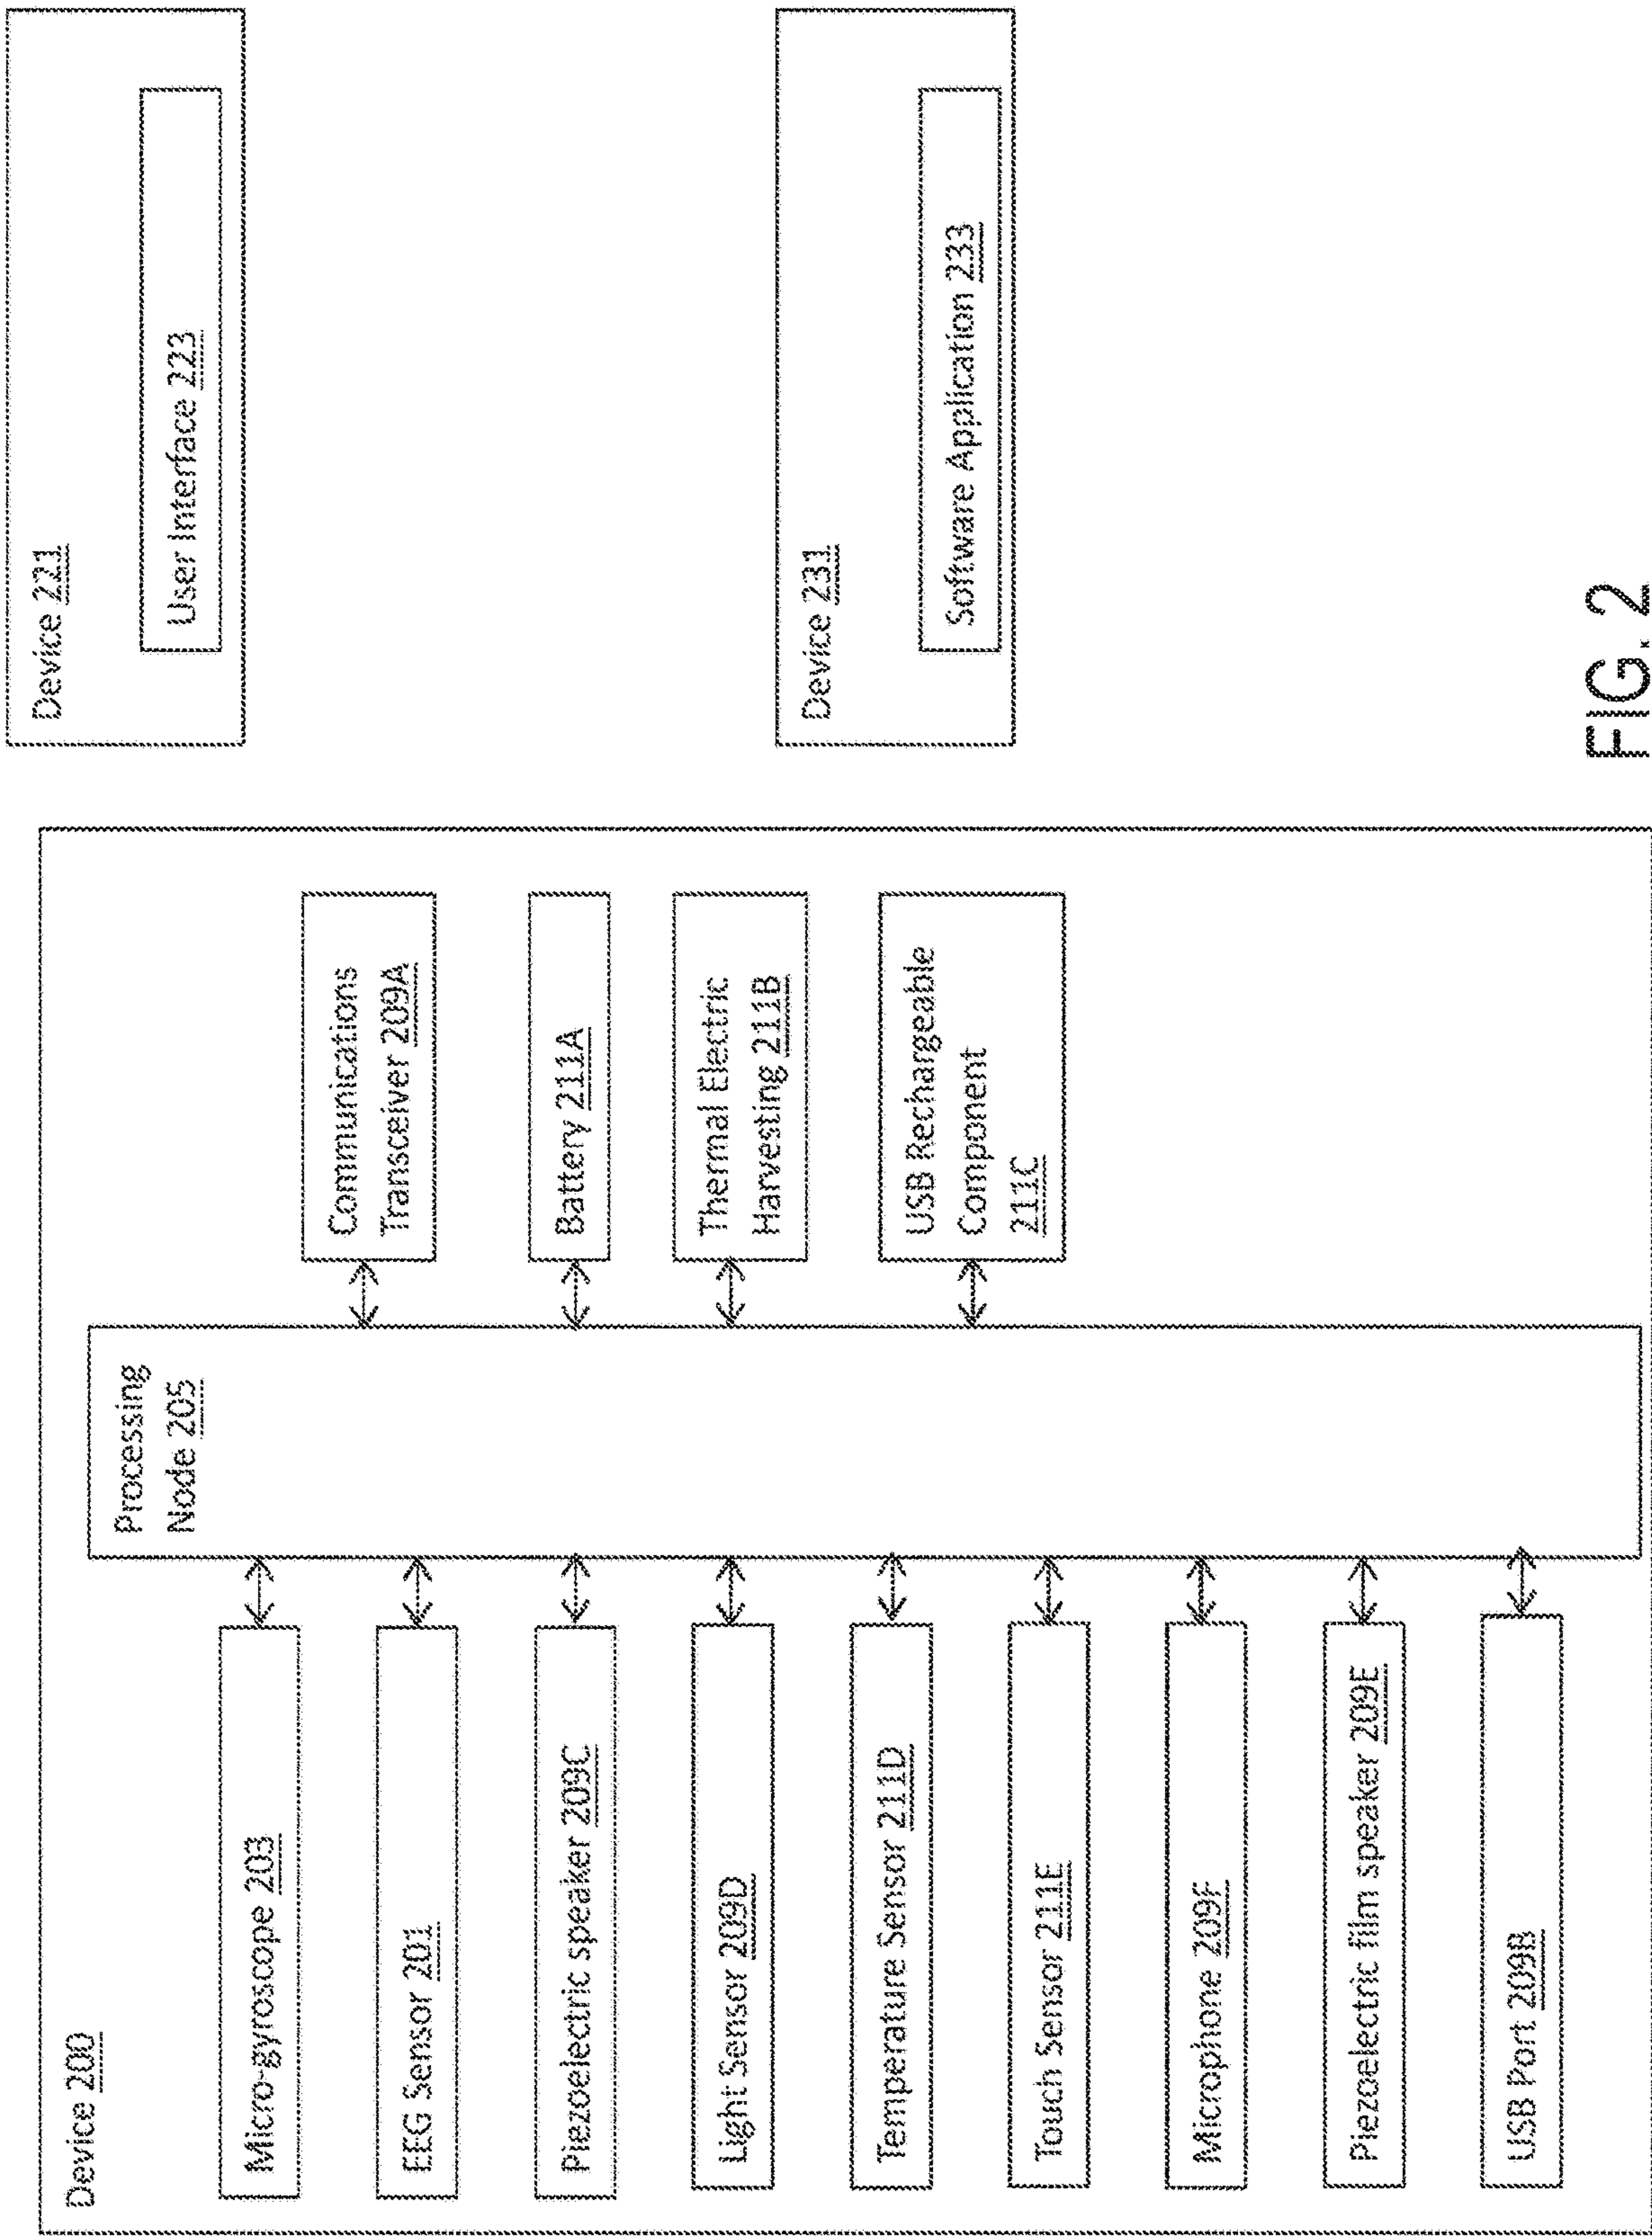 Device 200
Micro-gyroscope 203
EEG Sensor 201
Piezoelectric speaker 209C
Light Sensor 209D
Temperature Sensor 211D
Touch Sensor 211E
Microphone 209F
Piezoelectric film speaker 209E
USB Port 209B
Processing
Node 205
Communications
Transceiver 209A
Battery 211A
Thermal Electric
Harvesting 211B
USB Rechargeable
Component
211C
Device 221
User Interface 223
Device 231
Software Application 233
FIG. 2